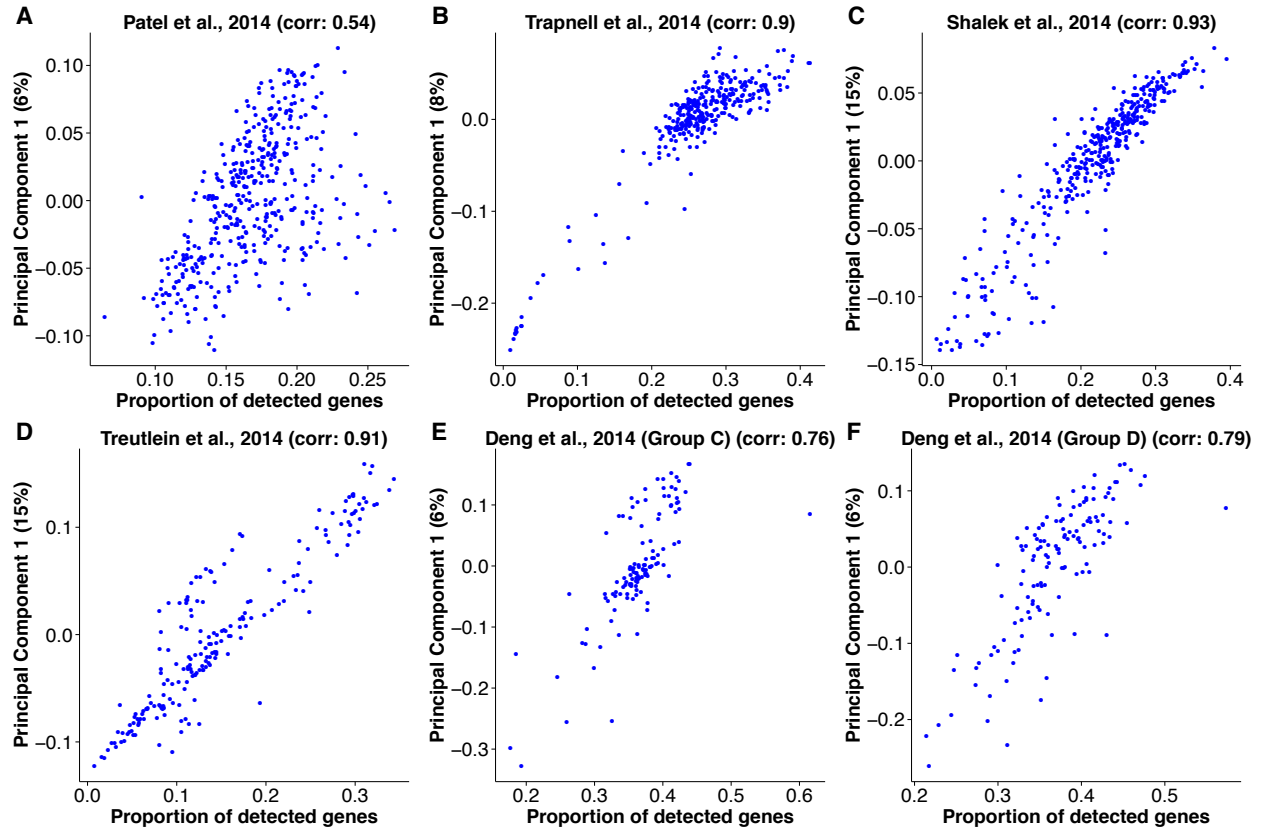 A
Patel et al., 2014 (corr: 0.54)
Principal Component 1 (6%)
0.10
0.05
0.00
−0.05
−0.10
0.10 0.15 0.20 0.25
Proportion of detected genes
B
Trapnell et al., 2014 (corr: 0.9)
Principal Component 1 (8%)
0.0
−0.1
−0.2
0.0 0.1 0.2 0.3 0.4
Proportion of detected genes
C
Shalek et al., 2014 (corr: 0.93)
Principal Component 1 (15%)
0.05
0.00
−0.05
−0.10
−0.15
0.0 0.1 0.2 0.3 0.4
Proportion of detected genes
D
Treutlein et al., 2014 (corr: 0.91)
Principal Component 1 (15%)
0.1
0.0
−0.1
0.0 0.1 0.2 0.3
Proportion of detected genes
E
Deng et al., 2014 (Group C) (corr: 0.76)
Principal Component 1 (6%)
0.1
0.0
−0.1
−0.2
−0.3
0.2 0.3 0.4 0.5 0.6
Proportion of detected genes
F
Deng et al., 2014 (Group D) (corr: 0.79)
Principal Component 1 (6%)
0.1
0.0
−0.1
−0.2
0.2 0.3 0.4 0.5
Proportion of detected genes